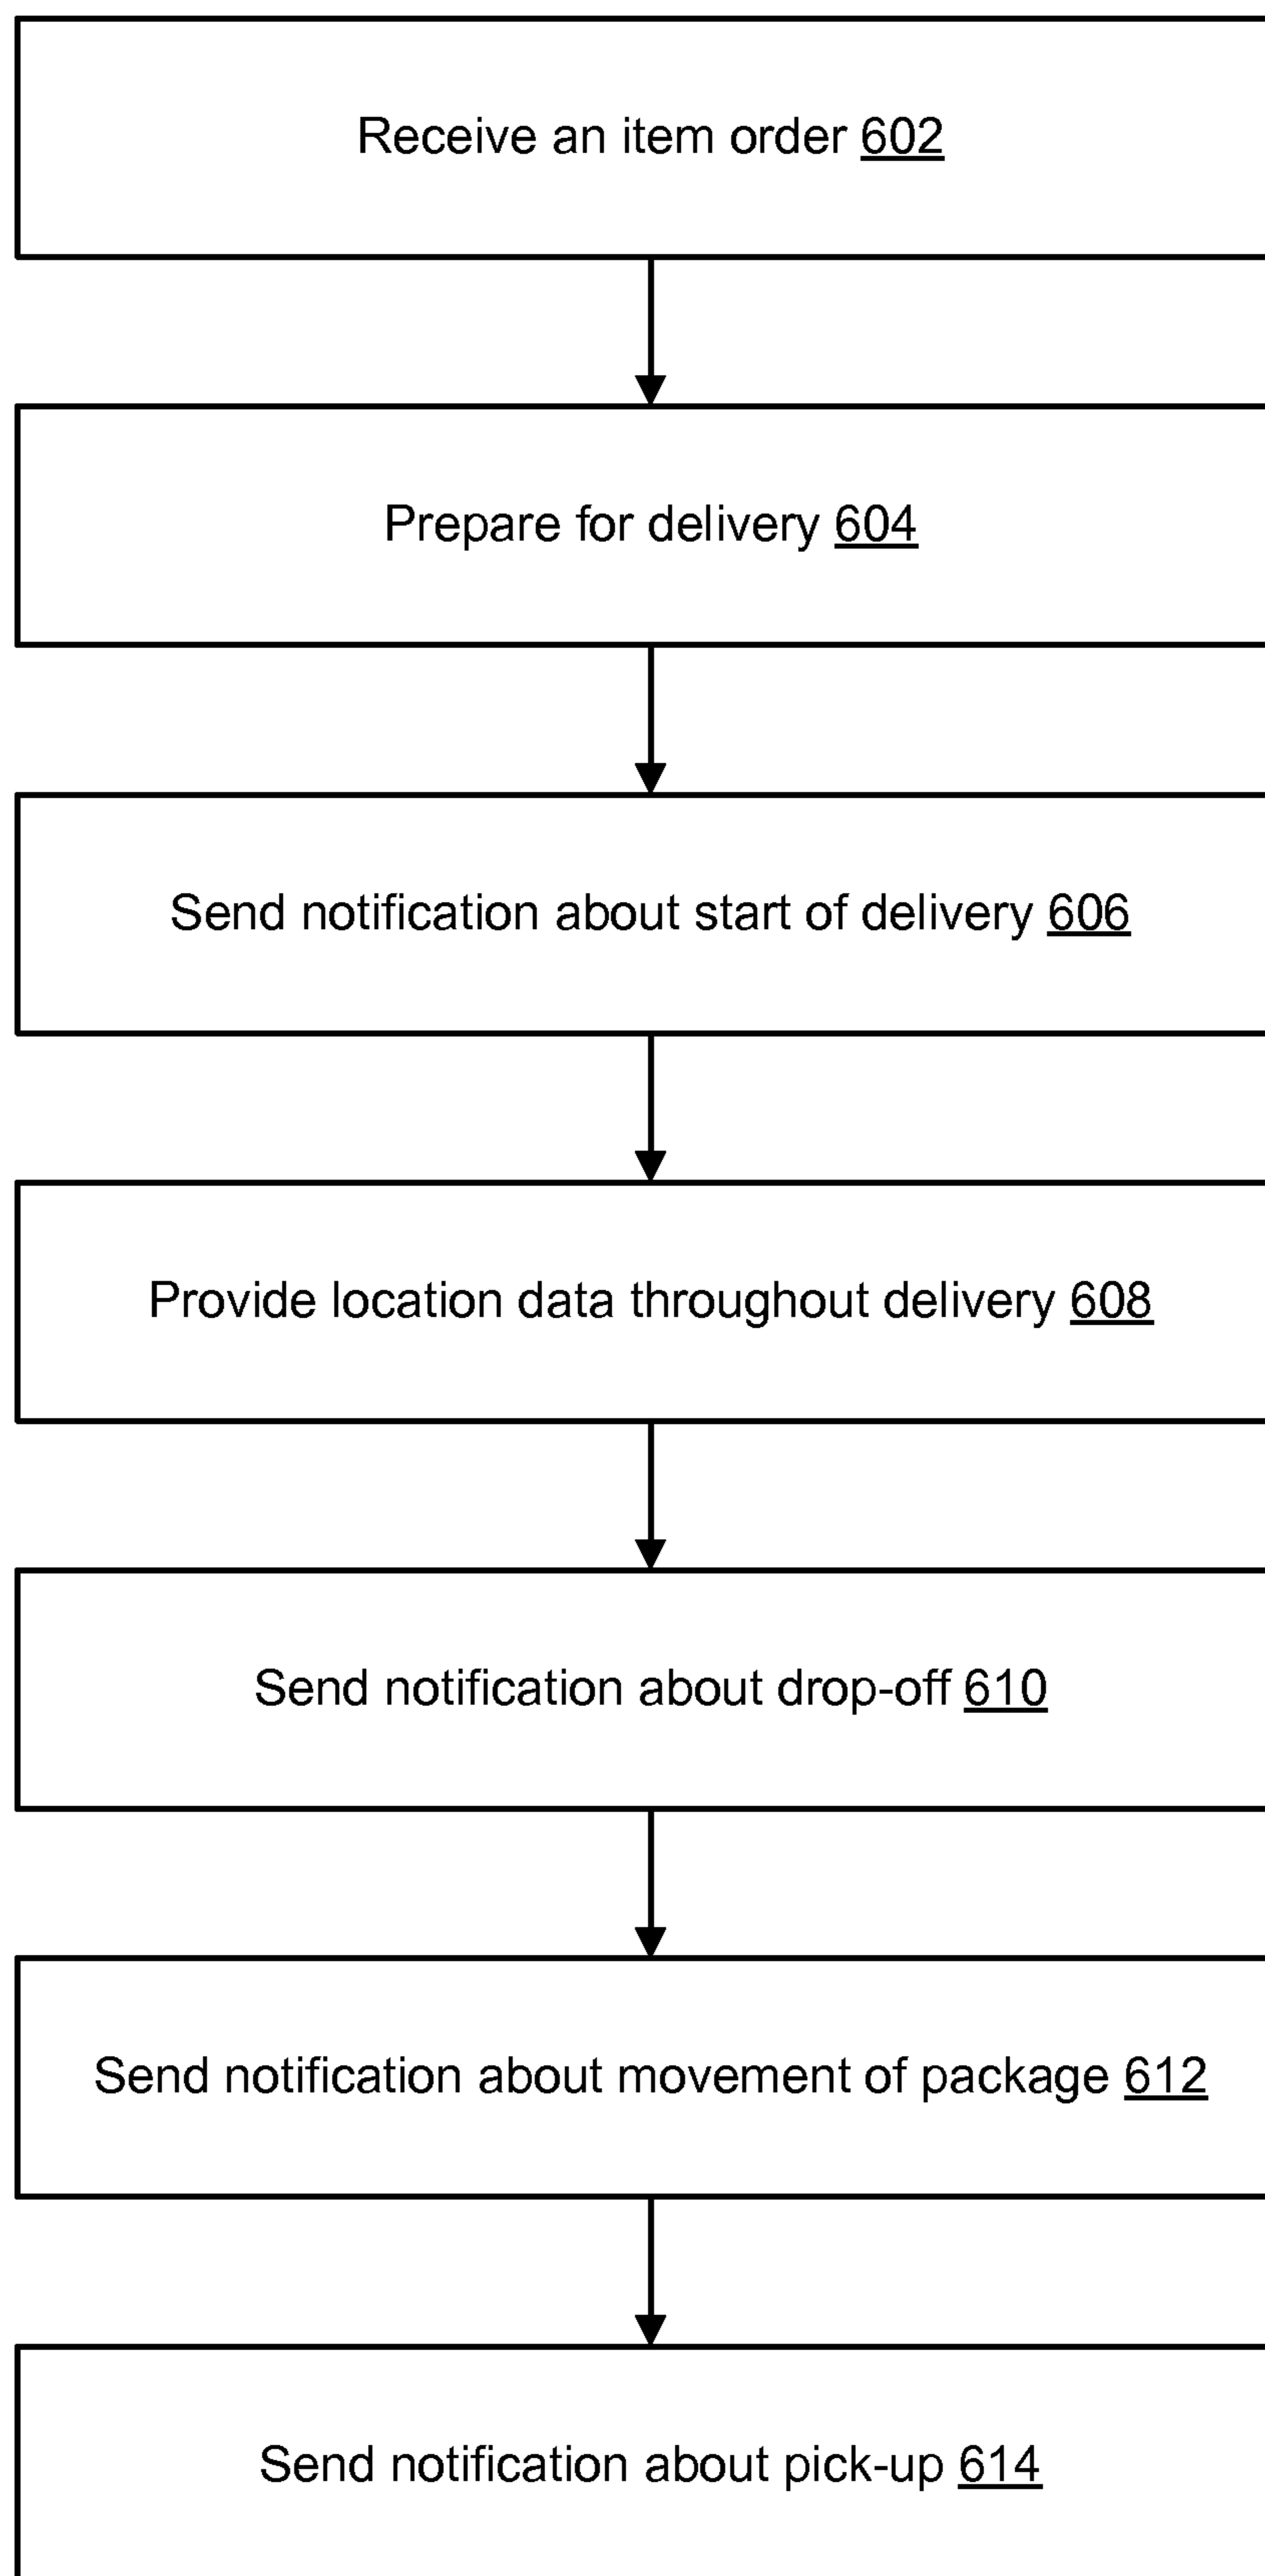 Receive an item order 602
Prepare for delivery 604
Send notification about start of delivery 606
Provide location data throughout delivery 608
Send notification about drop-off 610
Send notification about movement of package 612
Send notification about pick-up 614